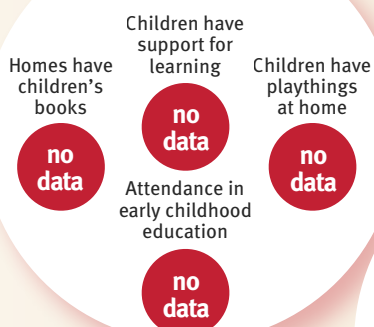 Children have
support for
learning
no
data
Homes have
children's
books
no
data
Children have
playthings
at home
no
data
Attendance in
early childhood
education
no
data